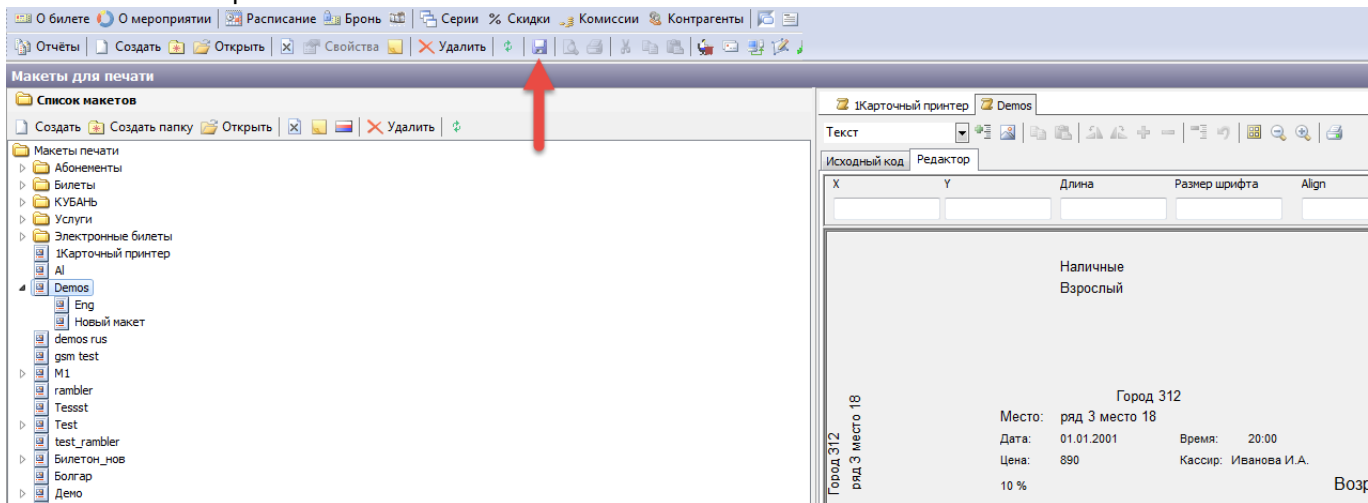 О билете О мероприятии Расписание Бронь Серии % Скидки Комиссии Контрагенты
Отчёты Создать Открыть Свойства Удалить
Макеты для печати
Список макетов
Создать Создать папку Открыть Удалить
Макеты печати
Абонементы
Билеты
КУБАНЬ
Услуги
Электронные билеты
1Карточный принтер
Al
Demos
Eng
Новый макет
demos rus
gsm test
M1
rambler
Tessst
Test
test_rambler
Билетон_нов
Болгар
Демо
1Карточный принтер Demos
Текст
Исходный код Редактор
X Y Длина Размер шрифта Align
Наличные
Взрослый
Город 312
Место: ряд 3 место 18
Дата: 01.01.2001 Время: 20:00
Цена: 890 Кассир: Иванова И.А.
10 % Возр
Город 312
ряд 3 место 18